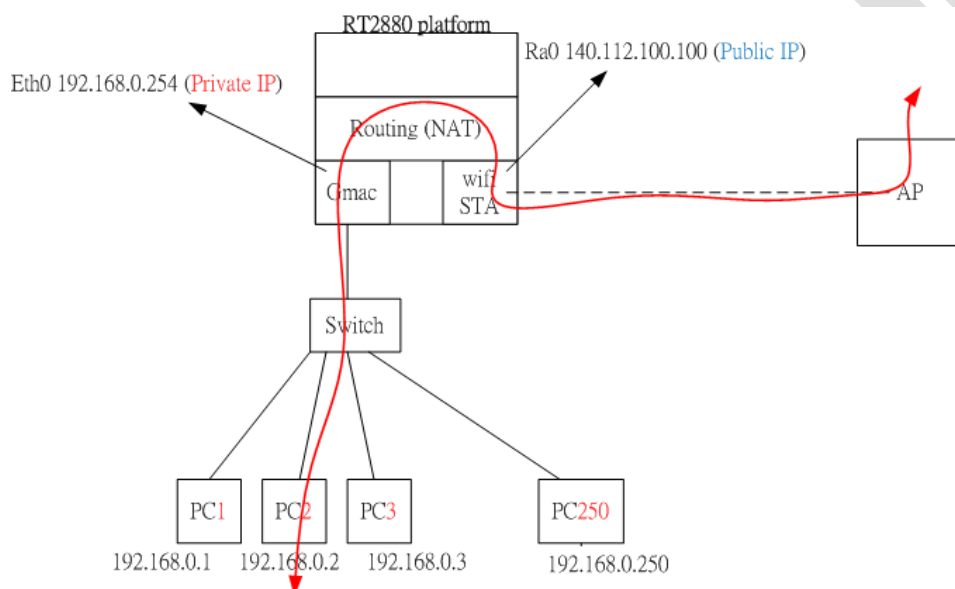 RT2880 platform
Ra0 140.112.100.100 (Public IP)
Eth0 192.168.0.254 (Private IP)
Routing (NAT)
Gmac
wifi
STA
AP
Switch
PC1
PC2
PC3
PC250
192.168.0.1
192.168.0.2
192.168.0.3
192.168.0.250